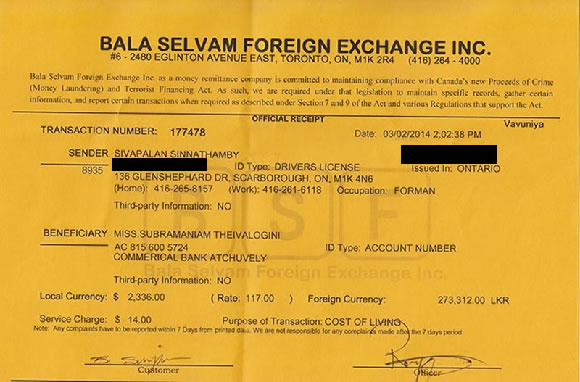 BALA SELVAM FOREIGN EXCHANGE INC.
#6 - 2480 EGLINTON AVENUE EAST, TORONTO, ON, M1K 2R4 (416) 264 - 4000
Bala Selvam Foreign Exchange Inc. as a money remittance company is committed to maintaining compliance with Canada's new Proceeds of Crime
(Money Laundering) and Terrorist Financing Act. As such, we are required under that legislation to maintain specific records, gather certain
information, and report certain transactions when required as described under Section 7 and 9 of the Act and various Regulations that support the Act.
OFFICIAL RECEIPT
Vavuniya
TRANSACTION NUMBER: 177478 Date: 03/02/2014 2:02:38 PM
SENDER SIVAPALAN SINNATHAMBY
8935 ID Type: DRIVERS LICENSE Issued In: ONTARIO
136 GLENSHEPHARD DR, SCARBOROUGH, ON, M1K 4N6
(Home): 416-265-8157 (Work): 416-261-6118 Occupation: FORMAN
Third-party Information: NO
BSF
BENEFICIARY MISS.SUBRAMANIAM THEIVALOGINI
AC 815 600 5724 ID Type: ACCOUNT NUMBER
COMMERICAL BANK ATCHUVELY
Bala Selvam Foreign Exchange Inc.
Third-party Information: NO
Local Currency: $ 2,336.00 ( Rate: 117.00 ) Foreign Currency: 273,312.00 LKR
Service Charge: $ 14.00 Purpose of Transaction: COST OF LIVING
Note: Any complaints have to be reported within 7 Days from printed date. We are not responsible for any complaints made after the 7 days period
Customer Officer